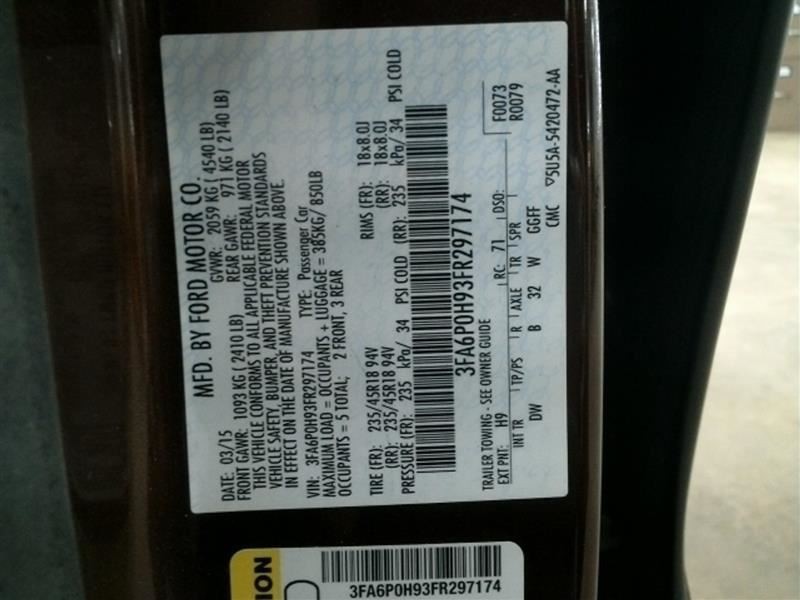 MFD. BY FORD MOTOR CO.
DATE: 03/15 GVWR: 2059 KG ( 4540 LB)
FRONT GAWR: 1093 KG ( 2410 LB) REAR GAWR: 971 KG ( 2140 LB)
THIS VEHICLE CONFORMS TO ALL APPLICABLE FEDERAL MOTOR
VEHICLE SAFETY, BUMPER, AND THEFT PREVENTION STANDARDS
IN EFFECT ON THE DATE OF MANUFACTURE SHOWN ABOVE.
VIN: 3FA6P0H93FR297174 TYPE: Passenger Car
MAXIMUM LOAD = OCCUPANTS + LUGGAGE = 385KG/ 850LB
OCCUPANTS = 5 TOTAL: 2 FRONT, 3 REAR
TIRE (FR): 235/45R18 94V RIMS (FR): 18x8.0J
(RR): 235/45R18 94V (RR): 18x8.0J
PRESSURE (FR): 235 kPa/ 34 PSI COLD (RR): 235 kPa/ 34 PSI COLD
3FA6P0H93FR297174
TRAILER TOWING - SEE OWNER GUIDE F0073
EXT PNT: H9 RC: 71 DSO: R0079
INT TR TP/PS R AXLE TR SPR
DW B 32 W GGFF
CMC ▽5U5A-5420472-AA
ION
3FA6P0H93FR297174